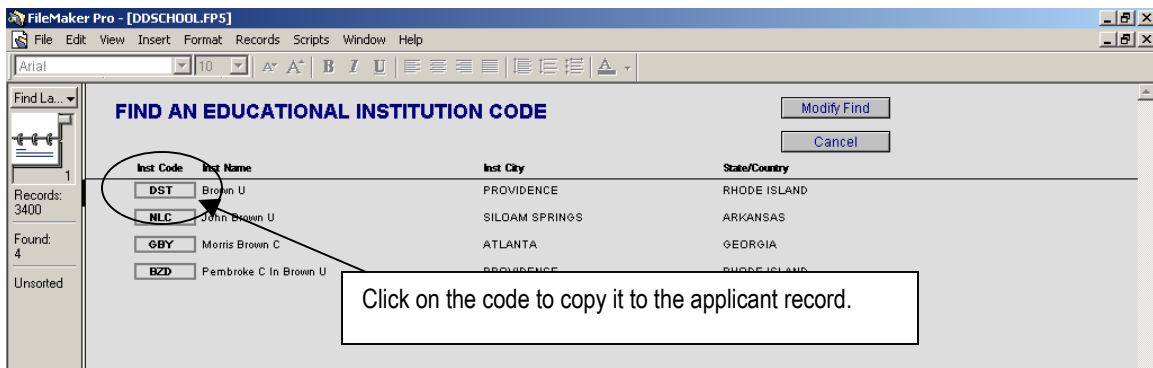 FileMaker Pro - [DDSCHOOL.FP5]
File Edit View Insert Format Records Scripts Window Help
Arial 10 B I U A
Find La...
FIND AN EDUCATIONAL INSTITUTION CODE
Modify Find
Cancel
1
Inst Code Inst Name Inst City State/Country
DST Brown U PROVIDENCE RHODE ISLAND
NLC John Brown U SILOAM SPRINGS ARKANSAS
GBY Morris Brown C ATLANTA GEORGIA
BZD Pembroke C In Brown U PROVIDENCE RHODE ISLAND
Records:
3400
Found:
4
Unsorted
Click on the code to copy it to the applicant record.